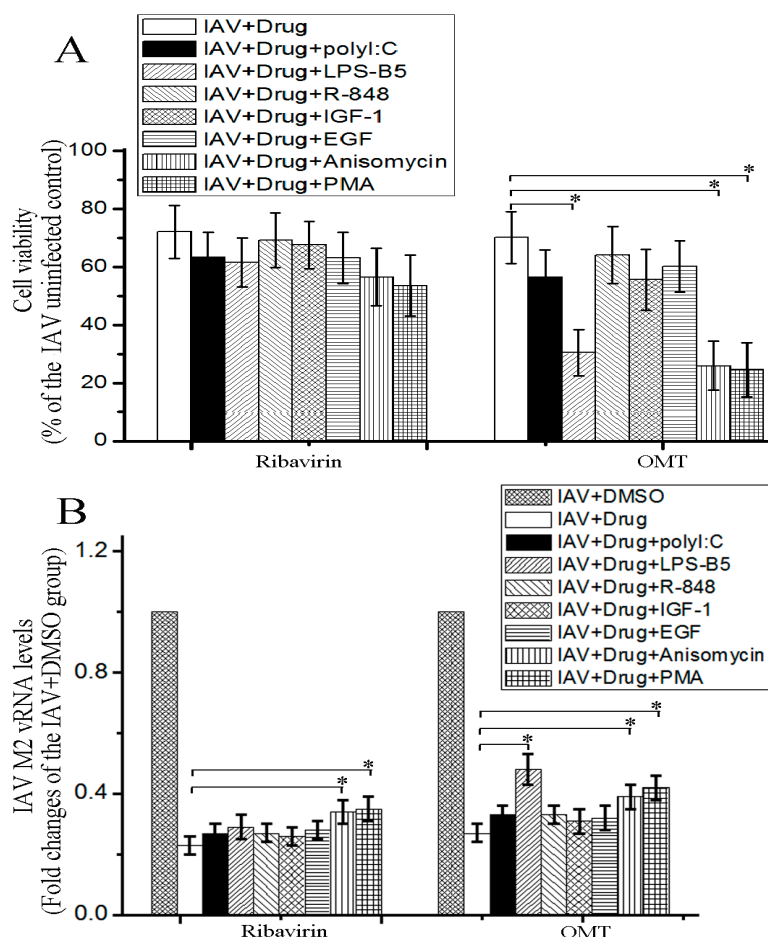 A
IAV+Drug
IAV+Drug+polyI:C
IAV+Drug+LPS-B5
IAV+Drug+R-848
IAV+Drug+IGF-1
IAV+Drug+EGF
IAV+Drug+Anisomycin
IAV+Drug+PMA
Cell viability
(% of the IAV uninfected control)
100
80
60
40
20
0
*
*
*
Ribavirin
OMT
B
IAV+DMSO
IAV+Drug
IAV+Drug+polyI:C
IAV+Drug+LPS-B5
IAV+Drug+R-848
IAV+Drug+IGF-1
IAV+Drug+EGF
IAV+Drug+Anisomycin
IAV+Drug+PMA
IAV M2 vRNA levels
(Fold changes of the IAV+DMSO group)
1.2
0.8
0.4
0.0
*
*
*
*
*
Ribavirin
OMT